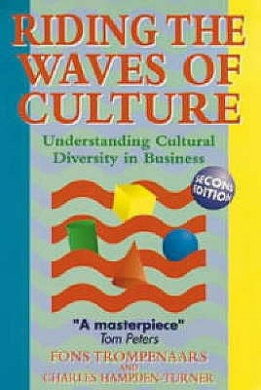 RIDING THE
WAVES OF
CULTURE
Understanding Cultural
Diversity in Business
SECOND
EDITION
"A masterpiece"
Tom Peters
FONS TROMPENAARS
AND
CHARLES HAMPDEN-TURNER